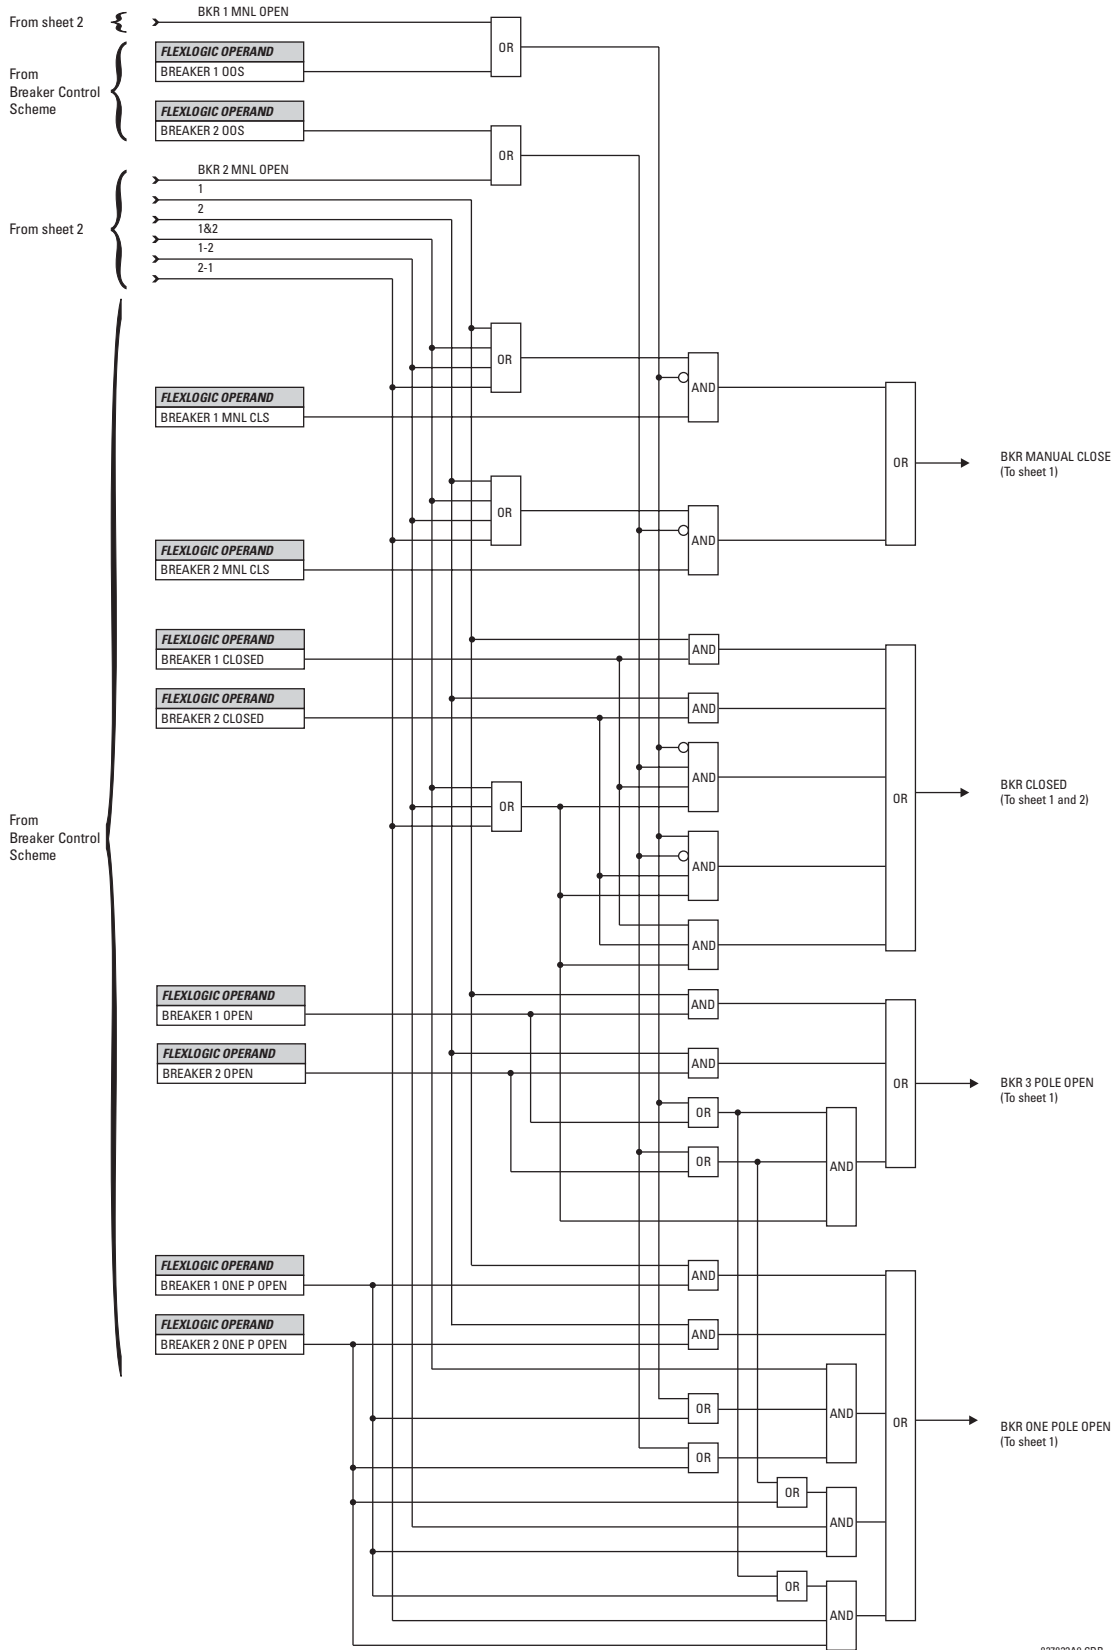 From sheet 2
BKR 1 MNL OPEN
OR
FLEXLOGIC OPERAND
BREAKER 1 OOS
From
Breaker Control
Scheme
FLEXLOGIC OPERAND
BREAKER 2 OOS
OR
BKR 2 MNL OPEN
1
2
From sheet 2
1&2
1-2
2-1
OR
AND
FLEXLOGIC OPERAND
BREAKER 1 MNL CLS
OR
BKR MANUAL CLOSE
(To sheet 1)
OR
AND
FLEXLOGIC OPERAND
BREAKER 2 MNL CLS
FLEXLOGIC OPERAND
BREAKER 1 CLOSED
AND
FLEXLOGIC OPERAND
BREAKER 2 CLOSED
AND
AND
OR
OR
BKR CLOSED
(To sheet 1 and 2)
From
Breaker Control
Scheme
AND
AND
FLEXLOGIC OPERAND
BREAKER 1 OPEN
AND
FLEXLOGIC OPERAND
BREAKER 2 OPEN
AND
OR
BKR 3 POLE OPEN
(To sheet 1)
OR
OR
AND
FLEXLOGIC OPERAND
BREAKER 1 ONE P OPEN
AND
FLEXLOGIC OPERAND
BREAKER 2 ONE P OPEN
AND
OR
AND
OR
BKR ONE POLE OPEN
(To sheet 1)
OR
OR
AND
OR
AND